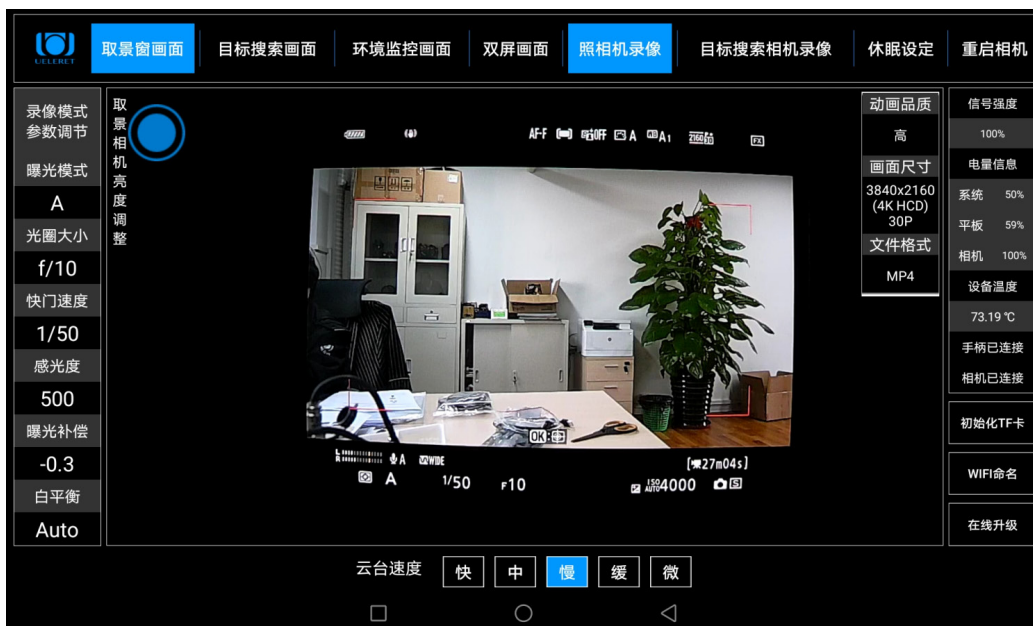 UELERET
取景窗画面
目标搜索画面
环境监控画面
双屏画面
照相机录像
目标搜索相机录像
休眠设定
重启相机
录像模式
参数调节
曝光模式
A
光圈大小
f/10
快门速度
1/50
感光度
500
曝光补偿
-0.3
白平衡
Auto
取景相机亮度调整
AF-F
OFF
A
A1
2160
FX
OK
L
R
A
WIDE
[27m04s]
A
1/50
F10
ISO
AUTO
4000
S
动画品质
高
画面尺寸
3840x2160
(4K HCD)
30P
文件格式
MP4
信号强度
100%
电量信息
系统 50%
平板 59%
相机 100%
设备温度
73.19 ℃
手柄已连接
相机已连接
初始化TF卡
WIFI命名
在线升级
云台速度 快 中 慢 缓 微